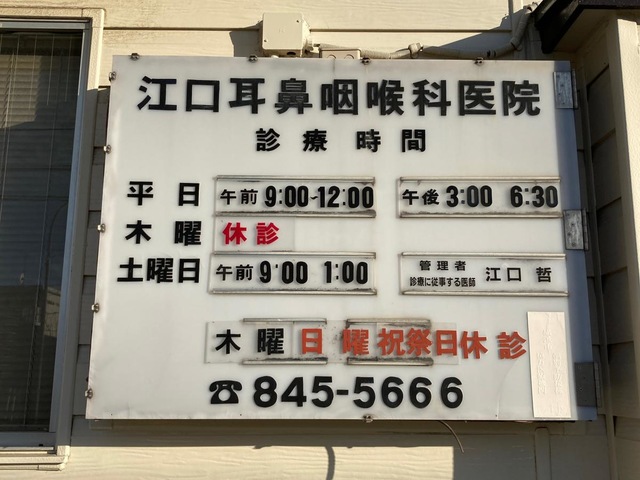 江口耳鼻咽喉科医院
診療時間
平日 午前 9:00-12:00 午後 3:00 6:30
木曜 休診
土曜日 午前 9:00 1:00 管理者 診療に従事する医師 江口 哲
木曜日曜祝祭日休診
☎845-5666